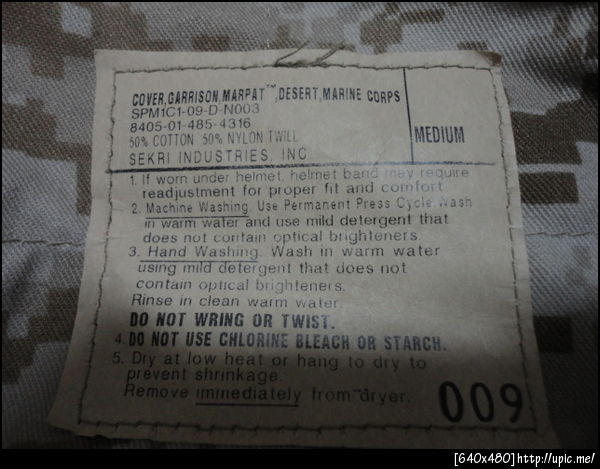 COVER, GARRISON, MARPAT™, DESERT, MARINE CORPS
SPM1C1-09-D-N003
8405-01-485-4316
50% COTTON 50% NYLON TWILL
SEKRI INDUSTRIES, INC
MEDIUM
1. If worn under helmet, helmet band may require
readjustment for proper fit and comfort
2. Machine Washing. Use Permanent Press Cycle. Wash
in warm water and use mild detergent that
does not contain optical brighteners.
3. Hand Washing. Wash in warm water
using mild detergent that does not
contain optical brighteners.
Rinse in clean warm water.
DO NOT WRING OR TWIST.
4. DO NOT USE CHLORINE BLEACH OR STARCH.
5. Dry at low heat or hang to dry to
prevent shrinkage.
Remove immediately from dryer.
009
[640x480]http://upic.me/